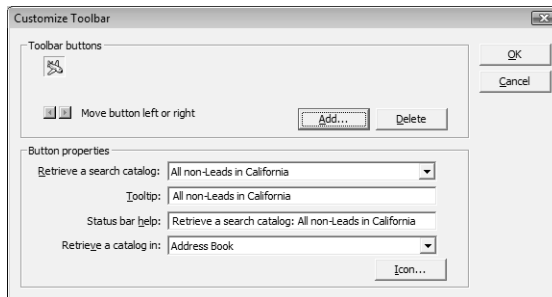 Customize Toolbar
Toolbar buttons
OK
Cancel
Move button left or right
Add...
Delete
Button properties
Retrieve a search catalog: All non-Leads in California
Tooltip: All non-Leads in California
Status bar help: Retrieve a search catalog: All non-Leads in California
Retrieve a catalog in: Address Book
Icon...